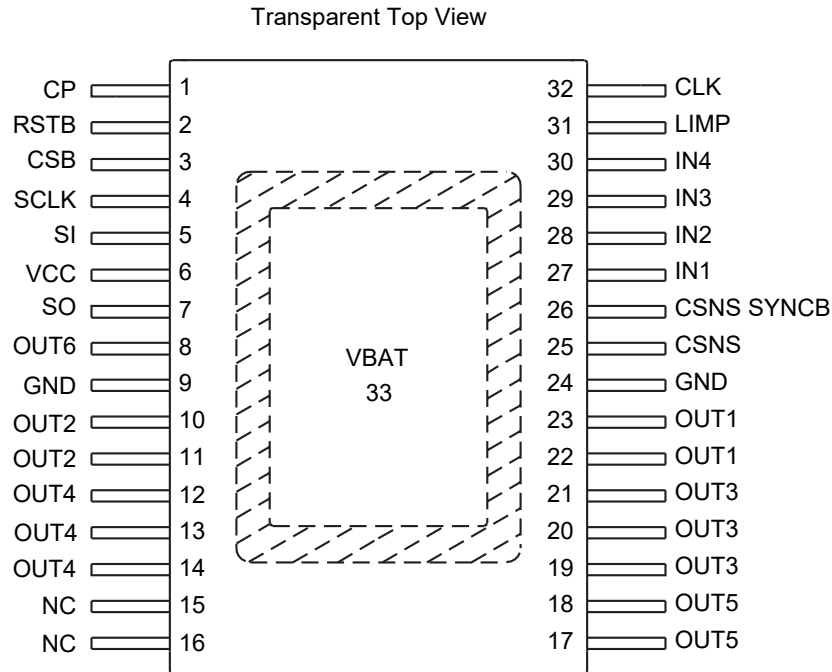 Transparent Top View
CP 1 32 CLK
RSTB 2 31 LIMP
CSB 3 30 IN4
SCLK 4 29 IN3
SI 5 28 IN2
VCC 6 27 IN1
SO 7 26 CSNS SYNCB
OUT6 8 25 CSNS
GND 9 24 GND
OUT2 10 23 OUT1
OUT2 11 22 OUT1
OUT4 12 21 OUT3
OUT4 13 20 OUT3
OUT4 14 19 OUT3
NC 15 18 OUT5
NC 16 17 OUT5
VBAT
33